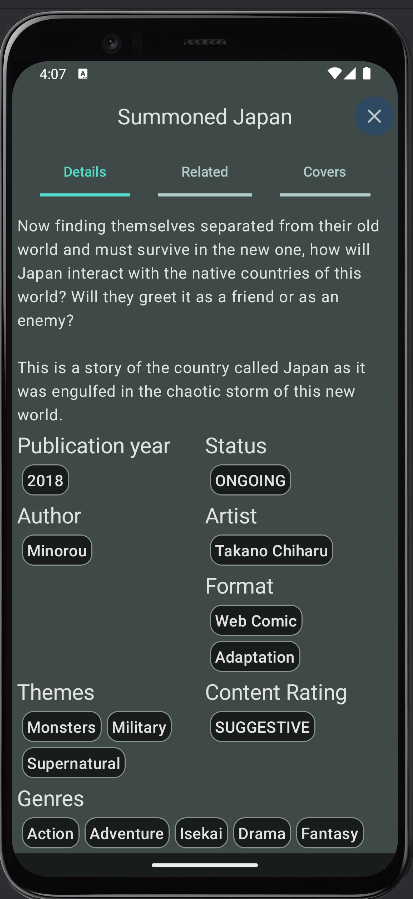 4:07 A
Summoned Japan
Details Related Covers
Now finding themselves separated from their old
world and must survive in the new one, how will
Japan interact with the native countries of this
world? Will they greet it as a friend or as an
enemy?
This is a story of the country called Japan as it
was engulfed in the chaotic storm of this new
world.
Publication year Status
2018 ONGOING
Author Artist
Minorou Takano Chiharu
Format
Web Comic
Adaptation
Themes Content Rating
Monsters Military SUGGESTIVE
Supernatural
Genres
Action Adventure Isekai Drama Fantasy